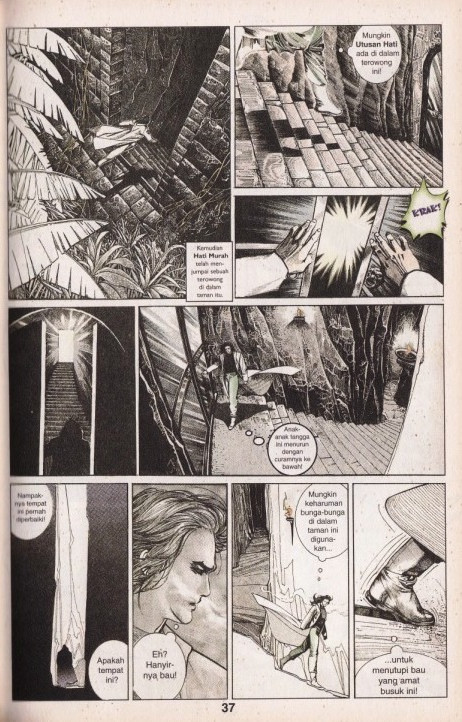 Kemudian
Hati Murah
telah men-
jumpai sebuah
terowong
di dalam
taman itu.
Mungkin
Utusan Hati
ada di dalam
terowong
ini!
KRAK!
Anak-
anak tangga
ini menurun
dengan
curamnya ke
bawah!
Nampak-
nya tempat
ini pernah
diperbaiki!
Apakah
tempat
ini?
Eh?
Hanyir-
nya bau!
Mungkin
keharuman
bunga-bunga
di dalam
taman ini
diguna-
kan...
...untuk
menutupi bau
yang amat
busuk ini!
37